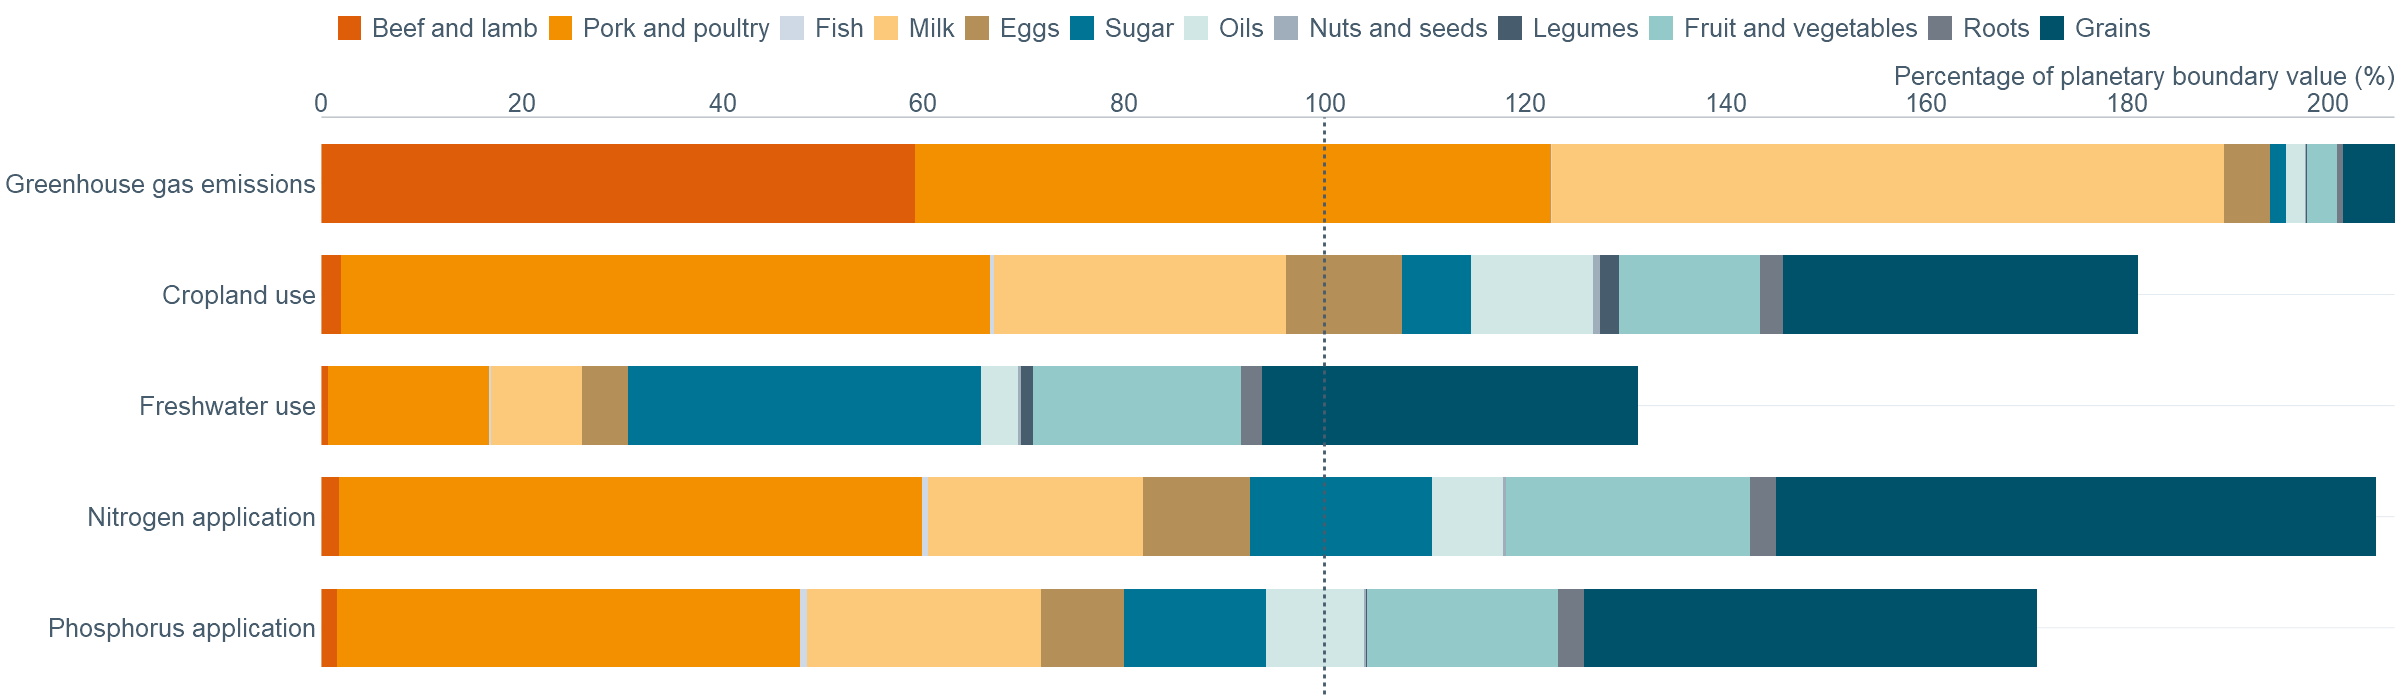 Beef and lamb Pork and poultry Fish Milk Eggs Sugar Oils Nuts and seeds Legumes Fruit and vegetables Roots Grains
Percentage of planetary boundary value (%)
0 20 40 60 80 100 120 140 160 180 200
Greenhouse gas emissions
Cropland use
Freshwater use
Nitrogen application
Phosphorus application